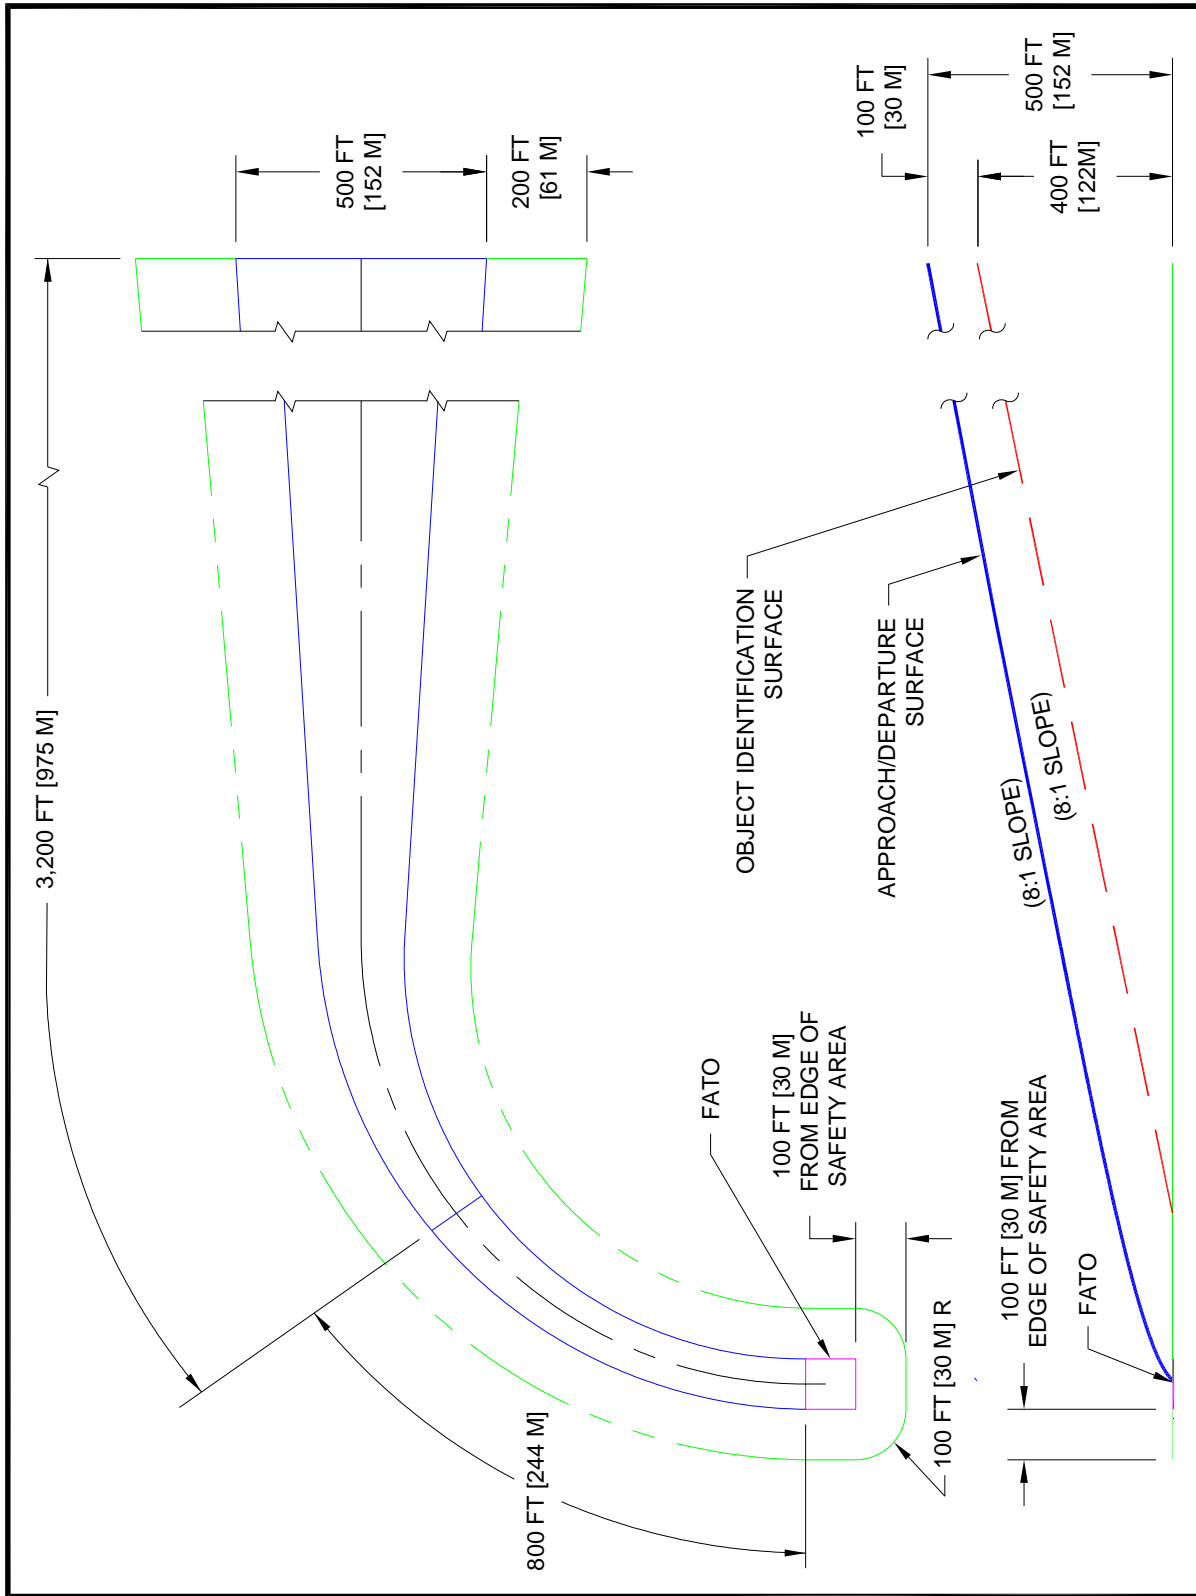 3,200 FT [975 M]
500 FT
[152 M]
200 FT
[61 M]
800 FT [244 M]
FATO
100 FT [30 M]
FROM EDGE OF
SAFETY AREA
100 FT [30 M] R
100 FT
[30 M]
500 FT
[152 M]
400 FT
[122M]
OBJECT IDENTIFICATION
SURFACE
APPROACH/DEPARTURE
SURFACE
(8:1 SLOPE)
(8:1 SLOPE)
100 FT [30 M] FROM
EDGE OF SAFETY AREA
FATO